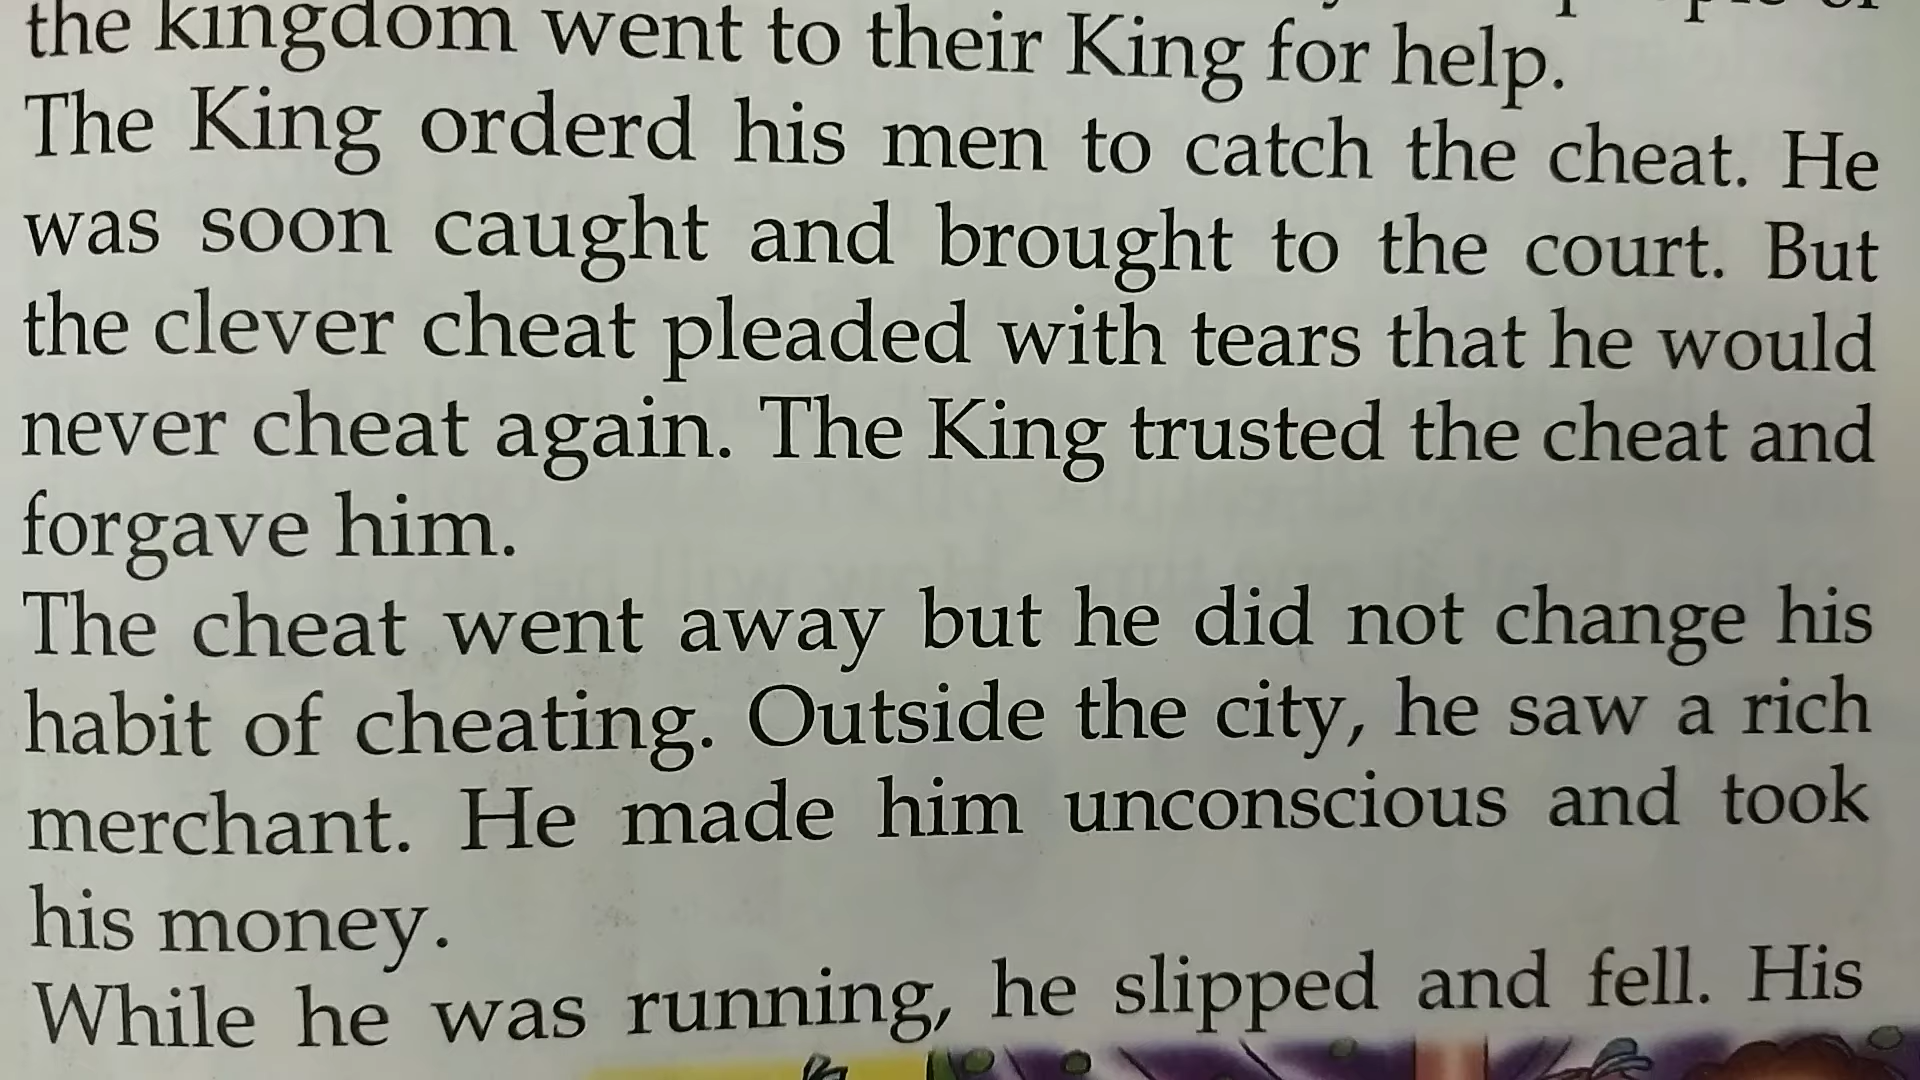 the kingdom went to their King for help.
The King orderd his men to catch the cheat. He
was soon caught and brought to the court. But
the clever cheat pleaded with tears that he would
never cheat again. The King trusted the cheat and
forgave him.
The cheat went away but he did not change his
habit of cheating. Outside the city, he saw a rich
merchant. He made him unconscious and took
his money.
While he was running, he slipped and fell. His